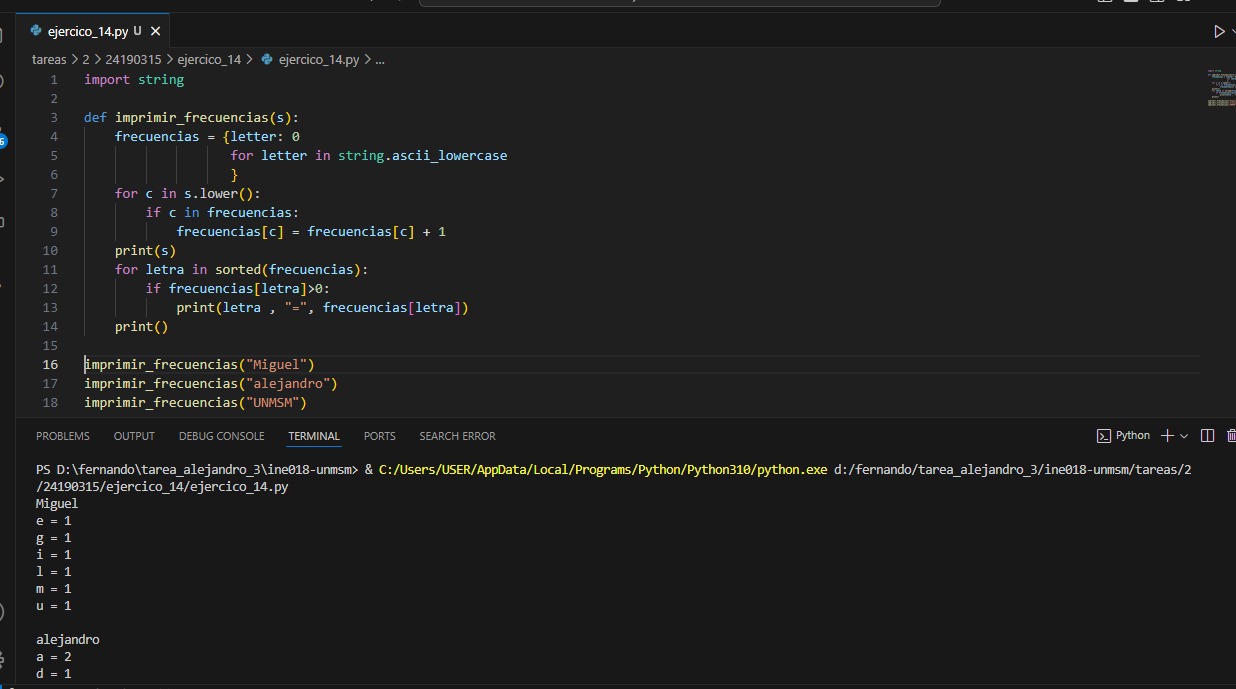 ejercico_14.py U
tareas > 2 > 24190315 > ejercico_14 > ejercico_14.py > ...
1 import string
2
3 def imprimir_frecuencias(s):
4     frecuencias = {letter: 0
5                    for letter in string.ascii_lowercase
6                    }
7     for c in s.lower():
8         if c in frecuencias:
9             frecuencias[c] = frecuencias[c] + 1
10     print(s)
11     for letra in sorted(frecuencias):
12         if frecuencias[letra]>0:
13             print(letra , "=", frecuencias[letra])
14     print()
15
16 imprimir_frecuencias("Miguel")
17 imprimir_frecuencias("alejandro")
18 imprimir_frecuencias("UNMSM")
PROBLEMS OUTPUT DEBUG CONSOLE TERMINAL PORTS SEARCH ERROR Python
PS D:\fernando\tarea_alejandro_3\ine018-unmsm> & C:/Users/USER/AppData/Local/Programs/Python/Python310/python.exe d:/fernando/tarea_alejandro_3/ine018-unmsm/tareas/2
/24190315/ejercico_14/ejercico_14.py
Miguel
e = 1
g = 1
i = 1
l = 1
m = 1
u = 1
alejandro
a = 2
d = 1